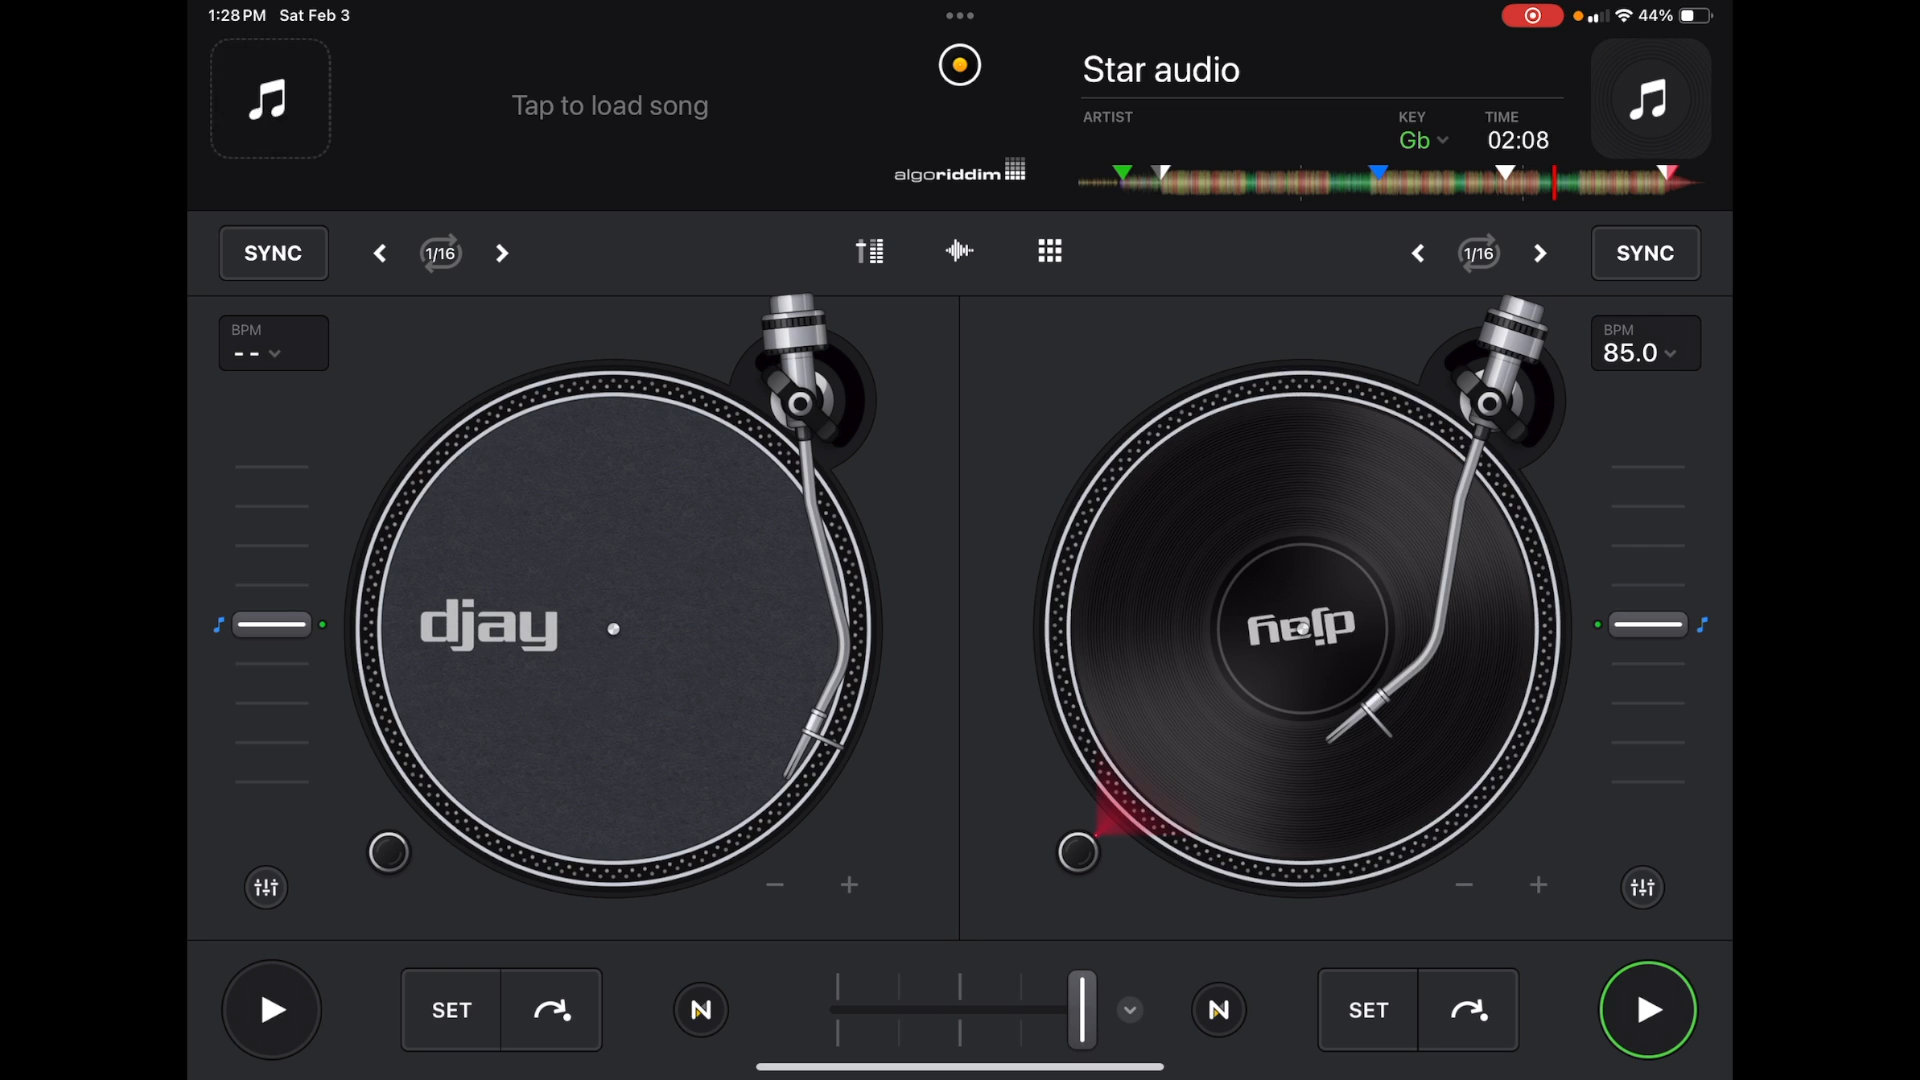 1:28 PM Sat Feb 3
44%
Tap to load song
Star audio
ARTIST
KEY
TIME
Gb
02:08
algoriddim
SYNC
1/16
1/16
SYNC
BPM
--
BPM
85.0
djay
djay
SET
N
N
SET